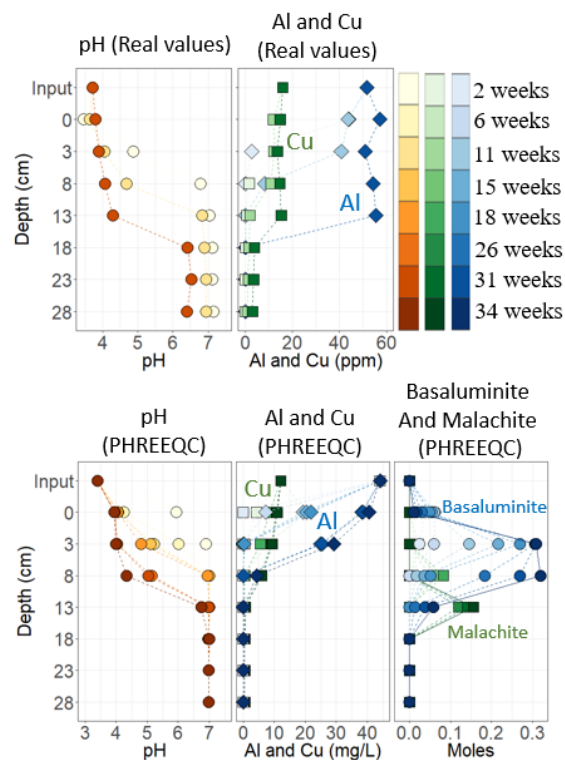 pH (Real values)
Al and Cu
(Real values)
Depth (cm)
Input
0
3
8
13
18
23
28
4 5 6 7
pH
Cu
Al
0 20 40 60
Al and Cu (ppm)
2 weeks
6 weeks
11 weeks
15 weeks
18 weeks
26 weeks
31 weeks
34 weeks
pH
(PHREEQC)
Al and Cu
(PHREEQC)
Basaluminite
And Malachite
(PHREEQC)
Depth (cm)
Input
0
3
8
13
18
23
28
3 4 5 6 7
pH
Cu
Al
0 10 20 30 40
Al and Cu (mg/L)
Basaluminite
Malachite
0.0 0.1 0.2 0.3
Moles